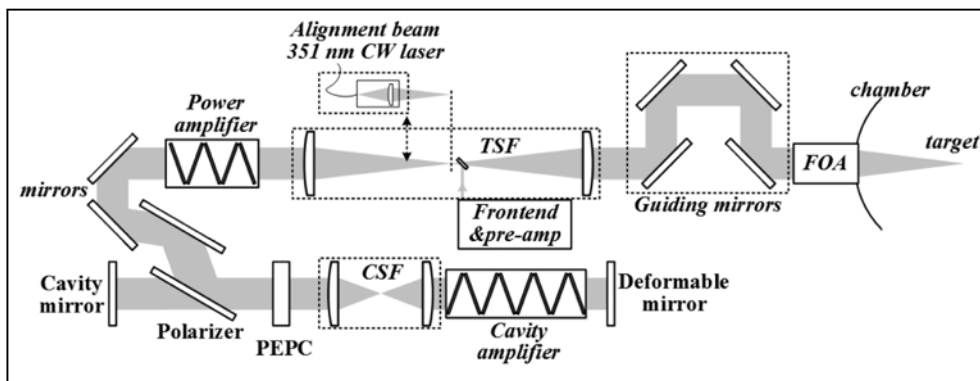 Alignment beam
351 nm CW laser
Power
amplifier
chamber
TSF
target
FOA
mirrors
Frontend
&pre-amp
Guiding mirrors
CSF
Cavity
mirror
Deformable
mirror
Polarizer
Cavity
amplifier
PEPC